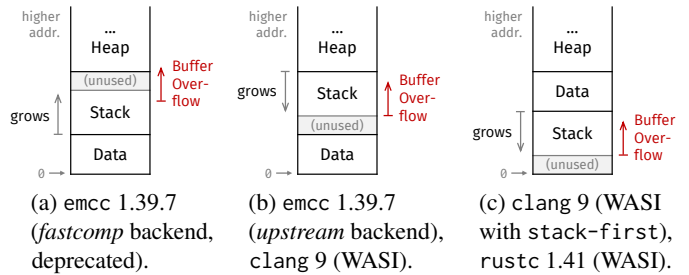 higher
addr.
...
Heap
(unused)
Stack
Data
grows
0
Buffer
Over-
flow
(a) emcc 1.39.7
(fastcomp backend,
deprecated).
higher
addr.
...
Heap
Stack
(unused)
Data
grows
0
Buffer
Over-
flow
(b) emcc 1.39.7
(upstream backend),
clang 9 (WASI).
higher
addr.
...
Heap
Data
Stack
(unused)
grows
0
Buffer
Over-
flow
(c) clang 9 (WASI
with stack-first),
rustc 1.41 (WASI).